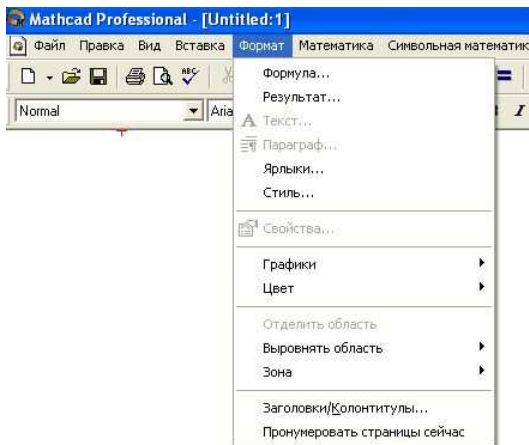 Mathcad Professional - [Untitled:1]
Файл Правка Вид Вставка Формат Математика Символьная математик
ABC
Normal Aria I
Формула...
Результат...
A Текст...
Параграф...
Ярлыки...
Стиль...
Свойства...
Графики
Цвет
Отделить область
Выровнять область
Зона
Заголовки/Колонтитулы...
Пронумеровать страницы сейчас